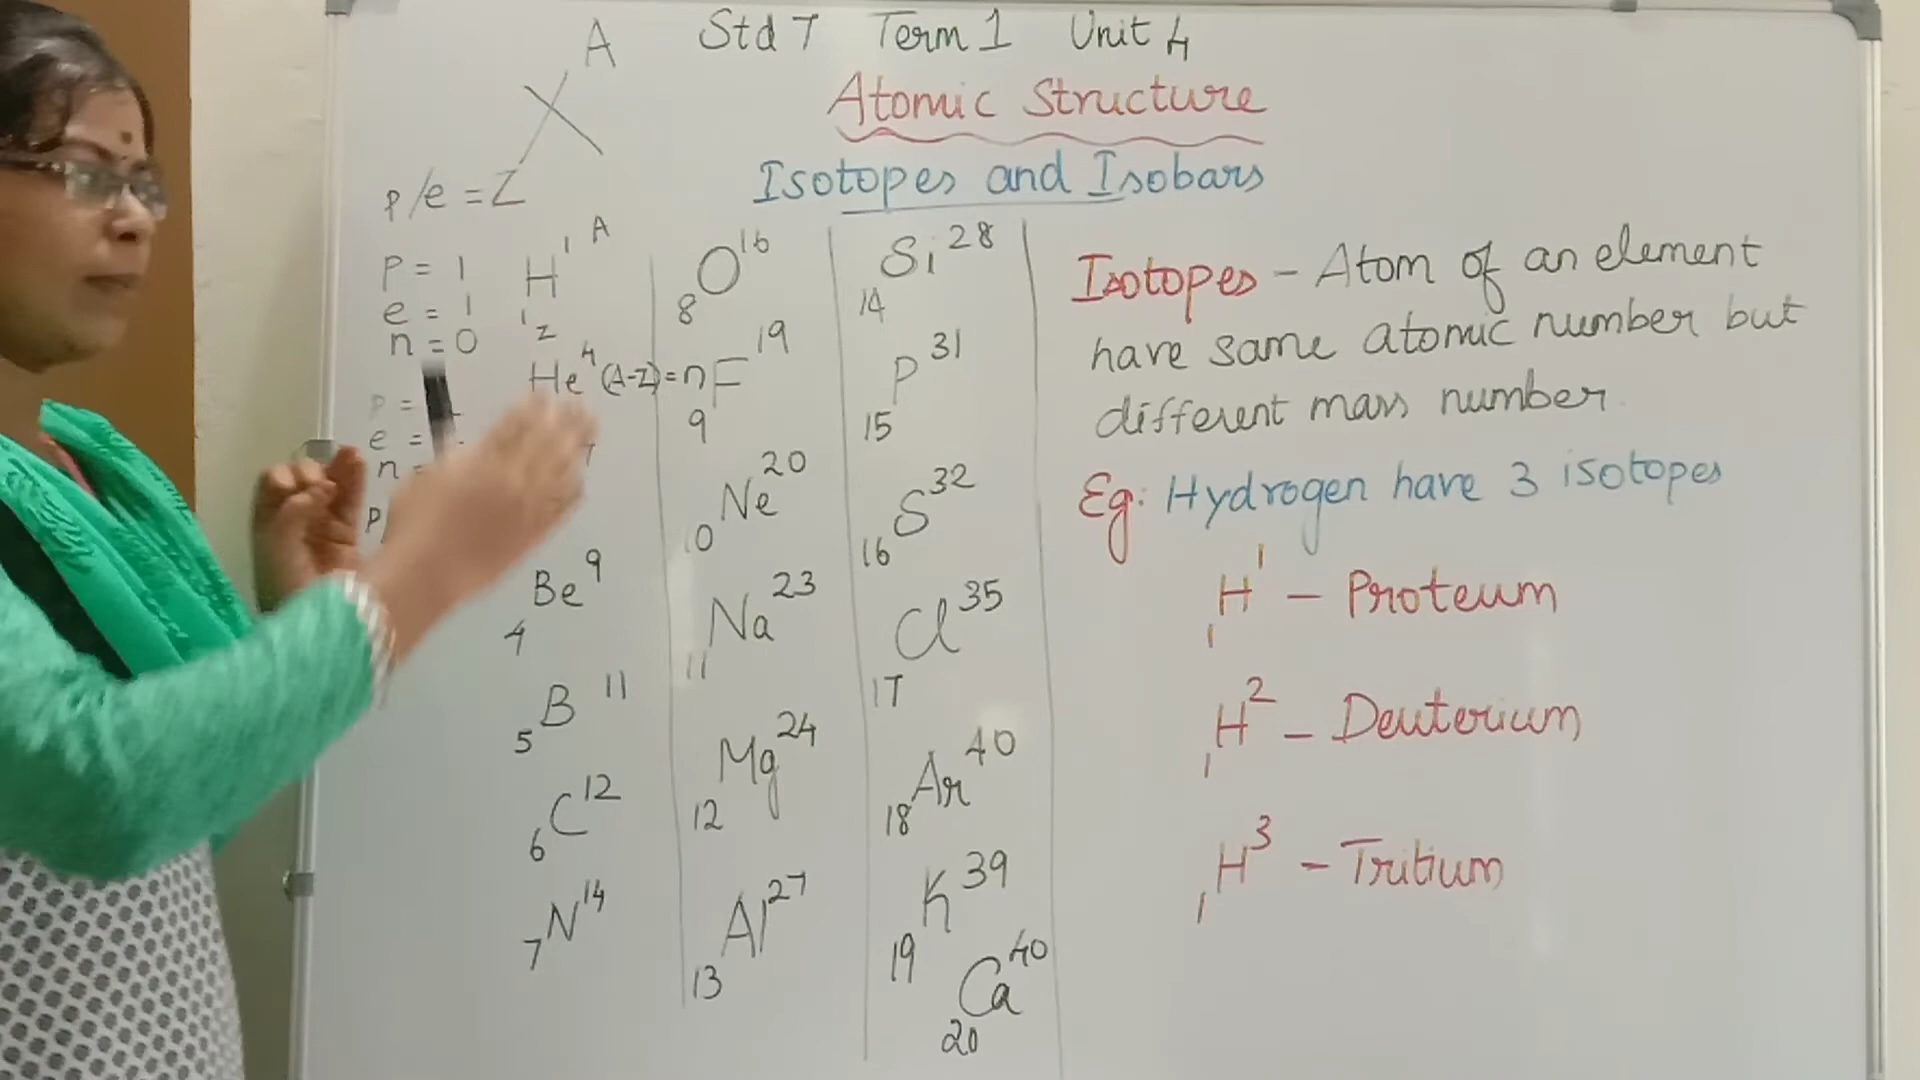 Std 7 Term 1 Unit 4
Atomic Structure
Isotopes and Isobars
A
X
p/e = Z
p = 1
e = 1
n = 0
H 1 A
1 Z
He 4 (A-Z)=n
p =
e =
n =
p
Be 9
4
B 11
5
C 12
6
N 14
7
O 16
8
F 19
9
Ne 20
10
Na 23
11
Mg 24
12
Al 27
13
Si 28
14
P 31
15
S 32
16
Cl 35
17
Ar 40
18
K 39
19
Ca 40
20
Isotopes - Atom of an element
have same atomic number but
different mass number
Eg: Hydrogen have 3 isotopes
1 H 1 - Proteum
1 H 2 - Deuterium
1 H 3 - Tritium